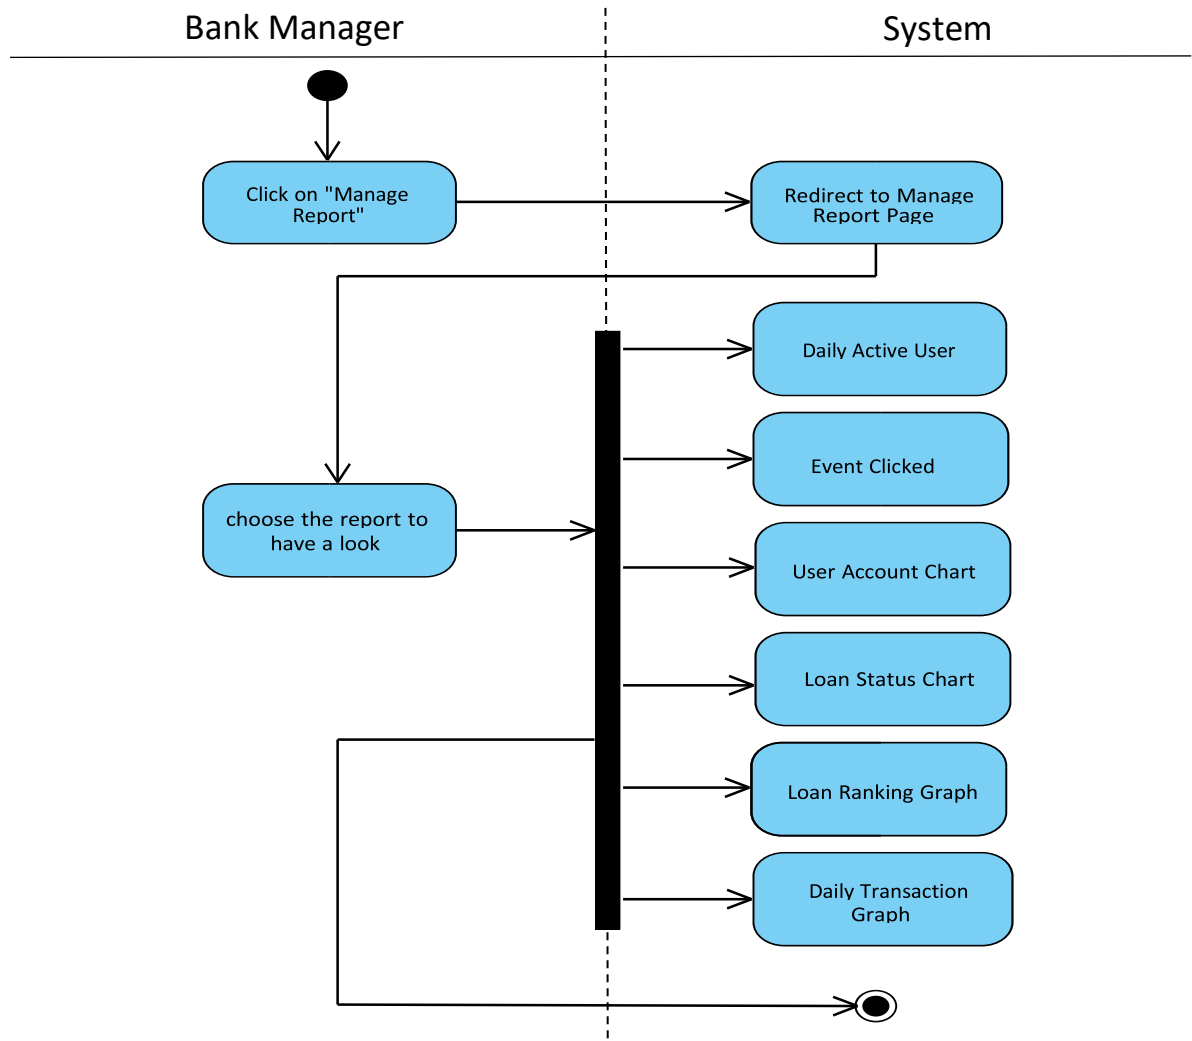 Bank Manager
System
Click on "Manage
Report"
Redirect to Manage
Report Page
Daily Active User
Event Clicked
choose the report to
have a look
User Account Chart
Loan Status Chart
Loan Ranking Graph
Daily Transaction
Graph